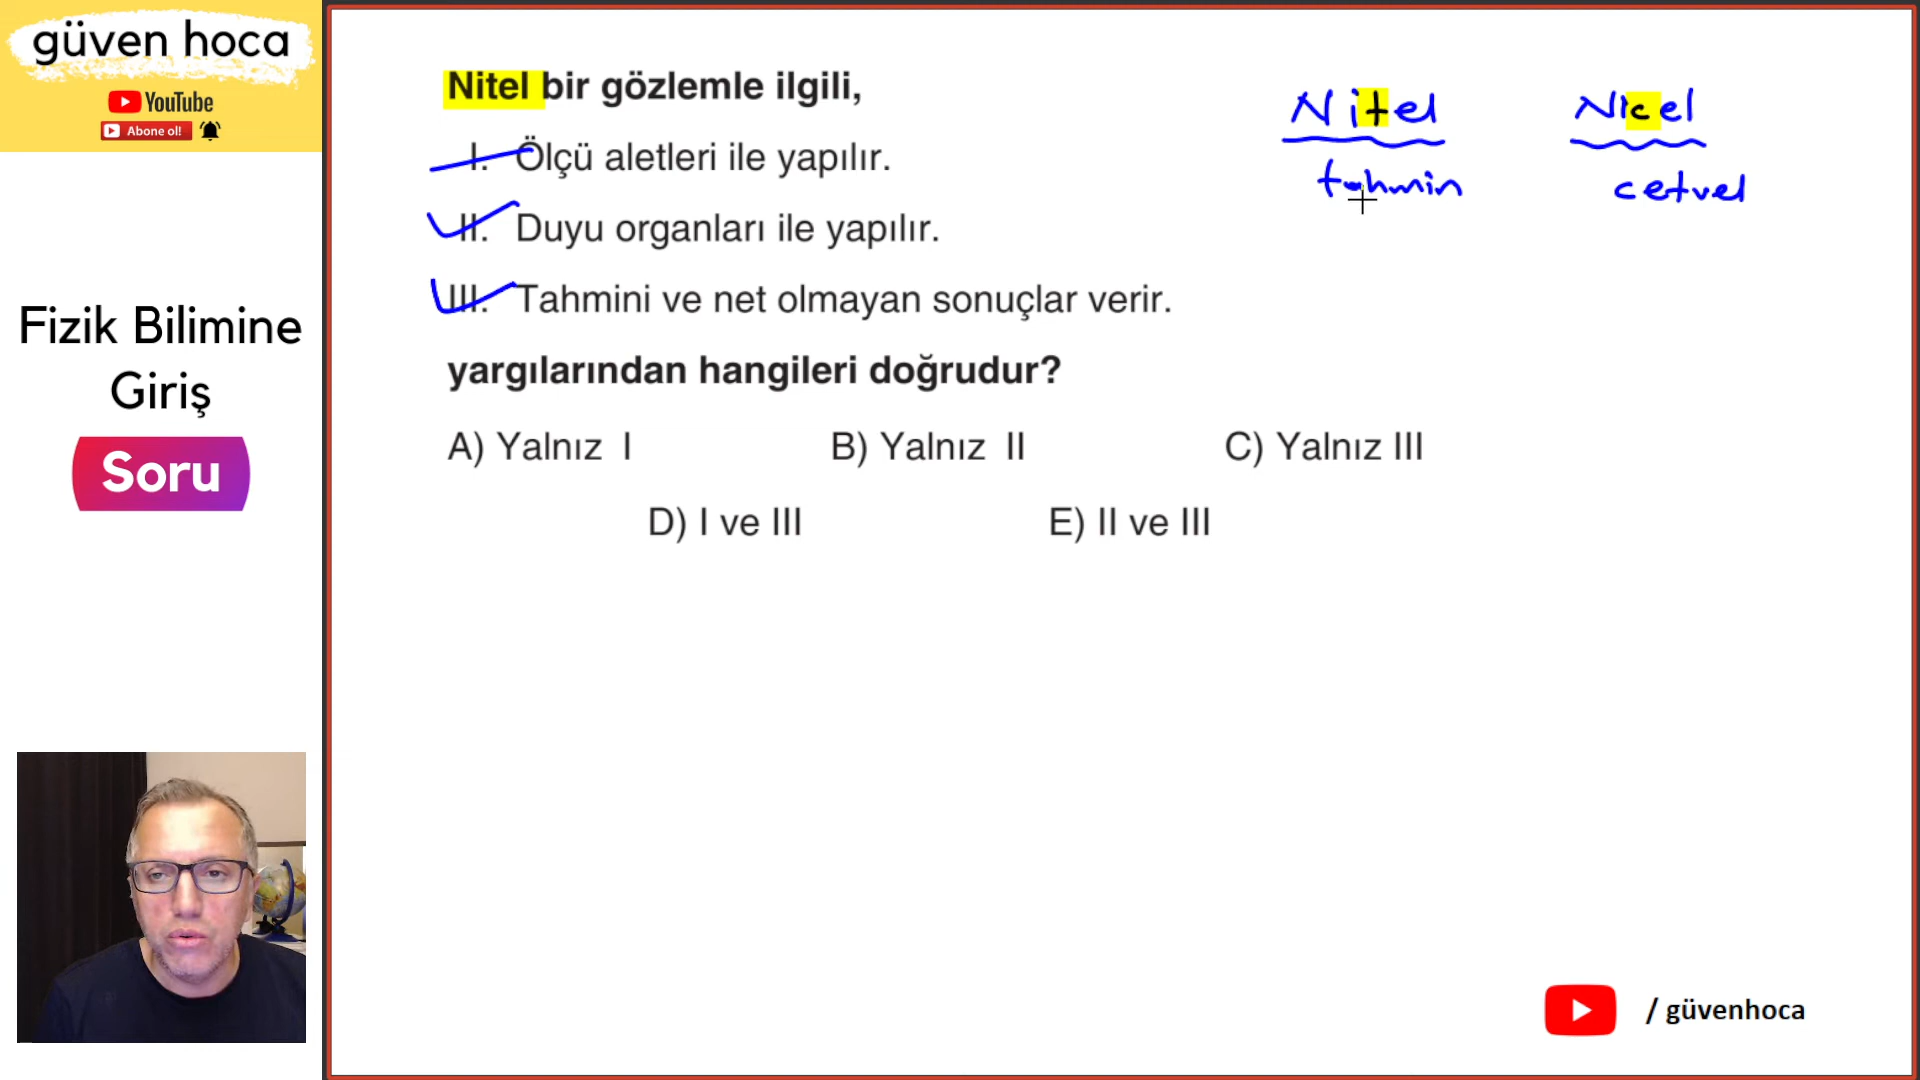 güven hoca
YouTube
Abone ol!
Fizik Bilimine
Giriş
Soru
Nitel bir gözlemle ilgili,
I. Ölçü aletleri ile yapılır.
II. Duyu organları ile yapılır.
III. Tahmini ve net olmayan sonuçlar verir.
yargılarından hangileri doğrudur?
A) Yalnız I
B) Yalnız II
C) Yalnız III
D) I ve III
E) II ve III
Nitel
tahmin
Nicel
cetvel
/ güvenhoca